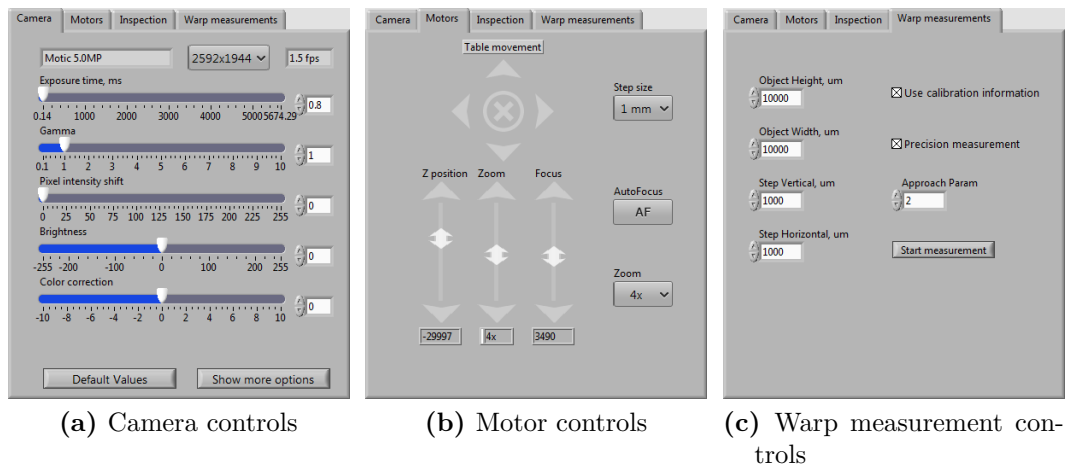 Camera Motors Inspection Warp measurements
Motic 5.0MP 2592x1944 1.5 fps
Exposure time, ms
0.8
0.14 1000 2000 3000 4000 5000 5674.29
Gamma
1
0.1 1 2 3 4 5 6 7 8 9 10
Pixel intensity shift
0
0 25 50 75 100 125 150 175 200 225 255
Brightness
0
-255 -200 -100 0 100 200 255
Color correction
0
-10 -8 -6 -4 -2 0 2 4 6 8 10
Default Values Show more options
(a) Camera controls
Camera Motors Inspection Warp measurements
Table movement
Step size
1 mm
Z position Zoom Focus
AutoFocus
AF
Zoom
4x
-29997 4x 3490
(b) Motor controls
Camera Motors Inspection Warp measurements
Object Height, um
10000
Use calibration information
Object Width, um
10000
Precision measurement
Step Vertical, um
1000
Approach Param
2
Step Horizontal, um
1000
Start measurement
(c) Warp measurement con-
trols